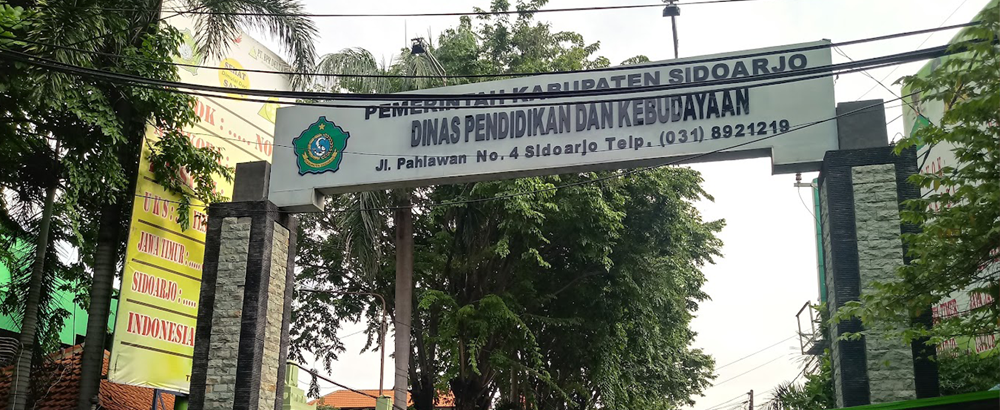 PEMERINTAH KABUPATEN SIDOARJO
DINAS PENDIDIKAN DAN KEBUDAYAAN
Jl. Pahlawan No. 4 Sidoarjo Telp. (031) 8921219
UKS :
JAWA TIMUR : .....
SIDOARJO : .....
INDONESIA